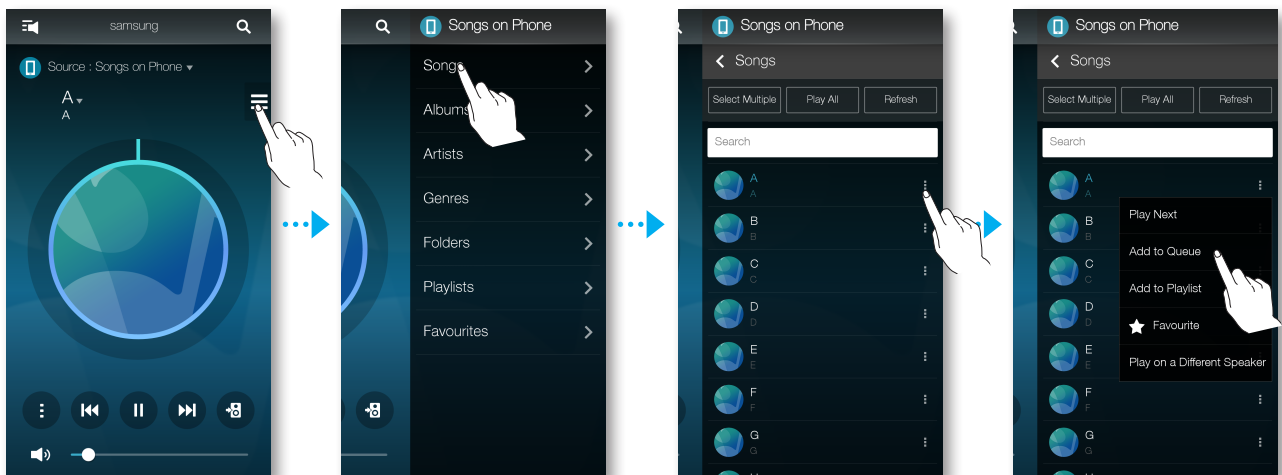 samsung
Source : Songs on Phone
A
A
Songs on Phone
Songs
Albums
Artists
Genres
Folders
Playlists
Favourites
Songs on Phone
Songs
Select Multiple Play All Refresh
Search
A
A
B
B
C
C
D
D
E
E
F
F
G
G
Songs on Phone
Songs
Select Multiple Play All Refresh
Search
A
A
B
B
C
C
D
D
E
E
F
F
G
G
Play Next
Add to Queue
Add to Playlist
Favourite
Play on a Different Speaker